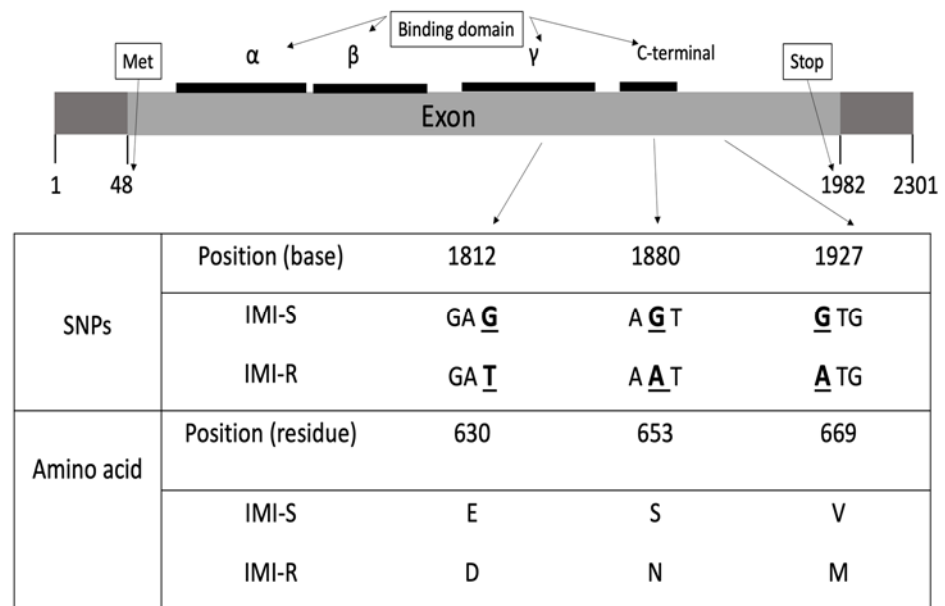 Binding domain
α β γ C-terminal
Met
Stop
Exon
1 48 1982 2301
Position (base) 1812 1880 1927
SNPs
IMI-S GA G A G T G TG
IMI-R GA T A A T A TG
Position (residue) 630 653 669
Amino acid
IMI-S E S V
IMI-R D N M